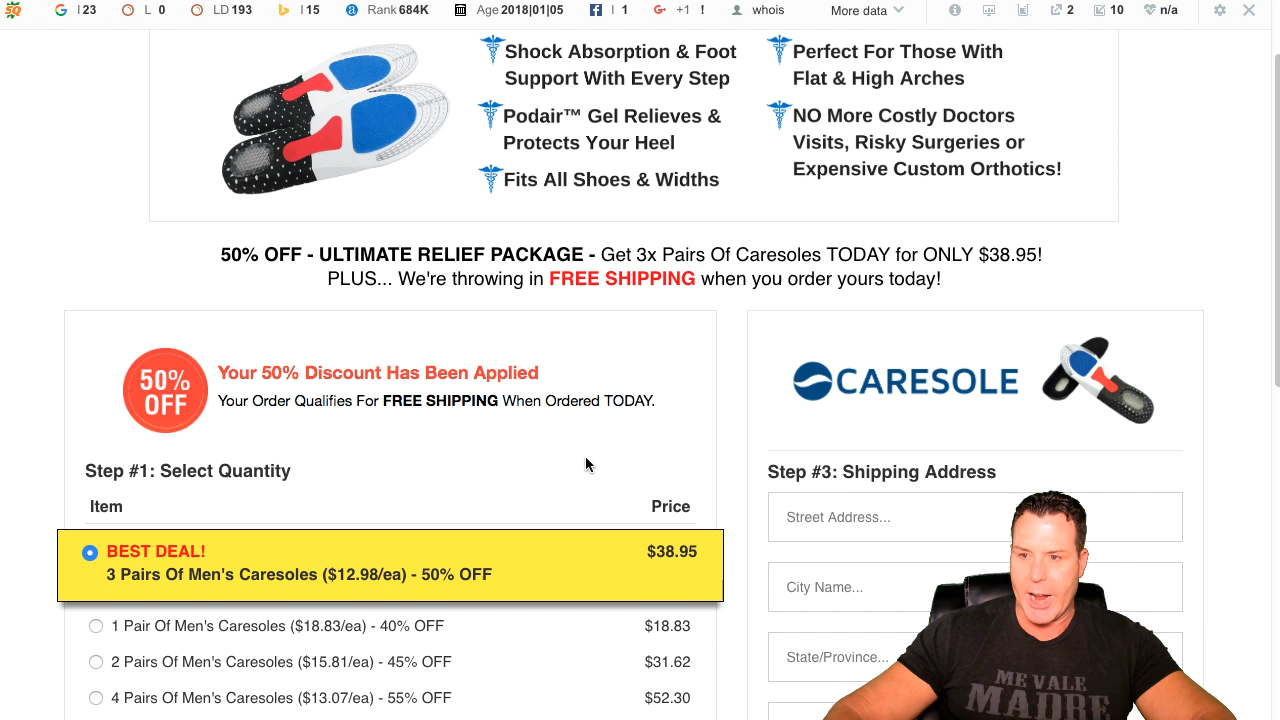 I 23
L 0
LD 193
I 15
Rank 684K
Age 2018|01|05
I 1
+1 !
whois
More data
2
10
n/a
Shock Absorption & Foot
Support With Every Step
Podair™ Gel Relieves &
Protects Your Heel
Fits All Shoes & Widths
Perfect For Those With
Flat & High Arches
NO More Costly Doctors
Visits, Risky Surgeries or
Expensive Custom Orthotics!
50% OFF - ULTIMATE RELIEF PACKAGE - Get 3x Pairs Of Caresoles TODAY for ONLY $38.95!
PLUS... We're throwing in FREE SHIPPING when you order yours today!
50%
OFF
Your 50% Discount Has Been Applied
Your Order Qualifies For FREE SHIPPING When Ordered TODAY.
Step #1: Select Quantity
Item Price
BEST DEAL! $38.95
3 Pairs Of Men's Caresoles ($12.98/ea) - 50% OFF
1 Pair Of Men's Caresoles ($18.83/ea) - 40% OFF $18.83
2 Pairs Of Men's Caresoles ($15.81/ea) - 45% OFF $31.62
4 Pairs Of Men's Caresoles ($13.07/ea) - 55% OFF $52.30
CARESOLE
Step #3: Shipping Address
Street Address...
City Name...
State/Province...
ME VALE
MADRE